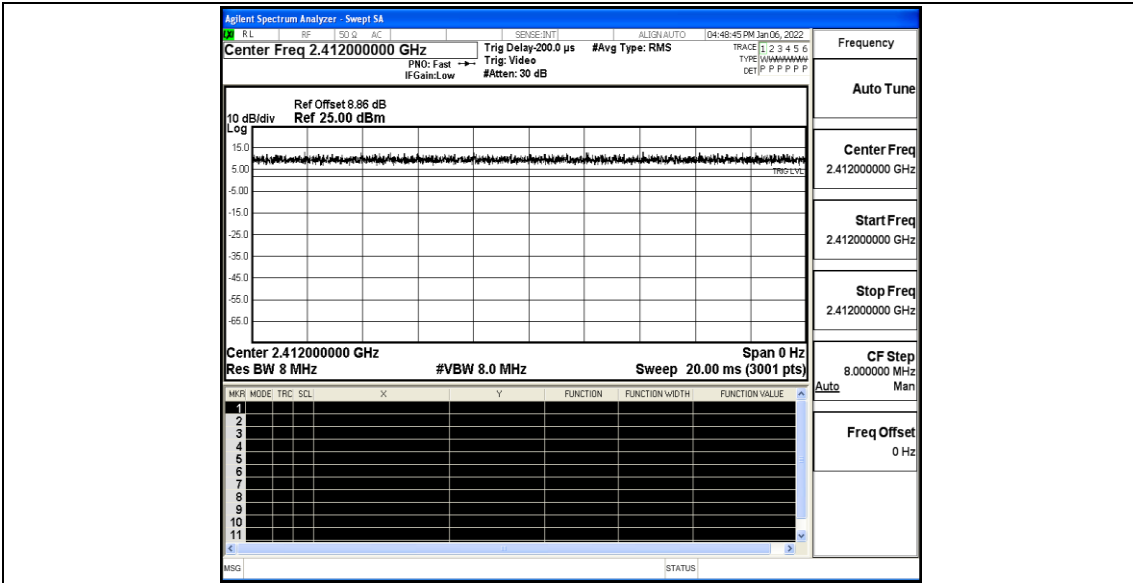 Agilent Spectrum Analyzer - Swept SA
RL RF 50 Ω AC SENSE:INT ALIGN AUTO 04:48:45 PM Jan 06, 2022
Center Freq 2.412000000 GHz
Trig Delay-200.0 µs #Avg Type: RMS
TRACE 1 2 3 4 5 6
PNO: Fast Trig: Video
TYPE WWWWWW
IFGain:Low #Atten: 30 dB
DET P P P P P P
Ref Offset 8.86 dB
10 dB/div Ref 25.00 dBm
Log
15.0
5.00
TRIG LVL
-5.00
-15.0
-25.0
-35.0
-45.0
-55.0
-65.0
Center 2.412000000 GHz Span 0 Hz
Res BW 8 MHz #VBW 8.0 MHz Sweep 20.00 ms (3001 pts)
MKR MODE TRC SCL X Y FUNCTION FUNCTION WIDTH FUNCTION VALUE
1
2
3
4
5
6
7
8
9
10
11
MSG STATUS
Frequency
Auto Tune
Center Freq
2.412000000 GHz
Start Freq
2.412000000 GHz
Stop Freq
2.412000000 GHz
CF Step
8.000000 MHz
Auto Man
Freq Offset
0 Hz